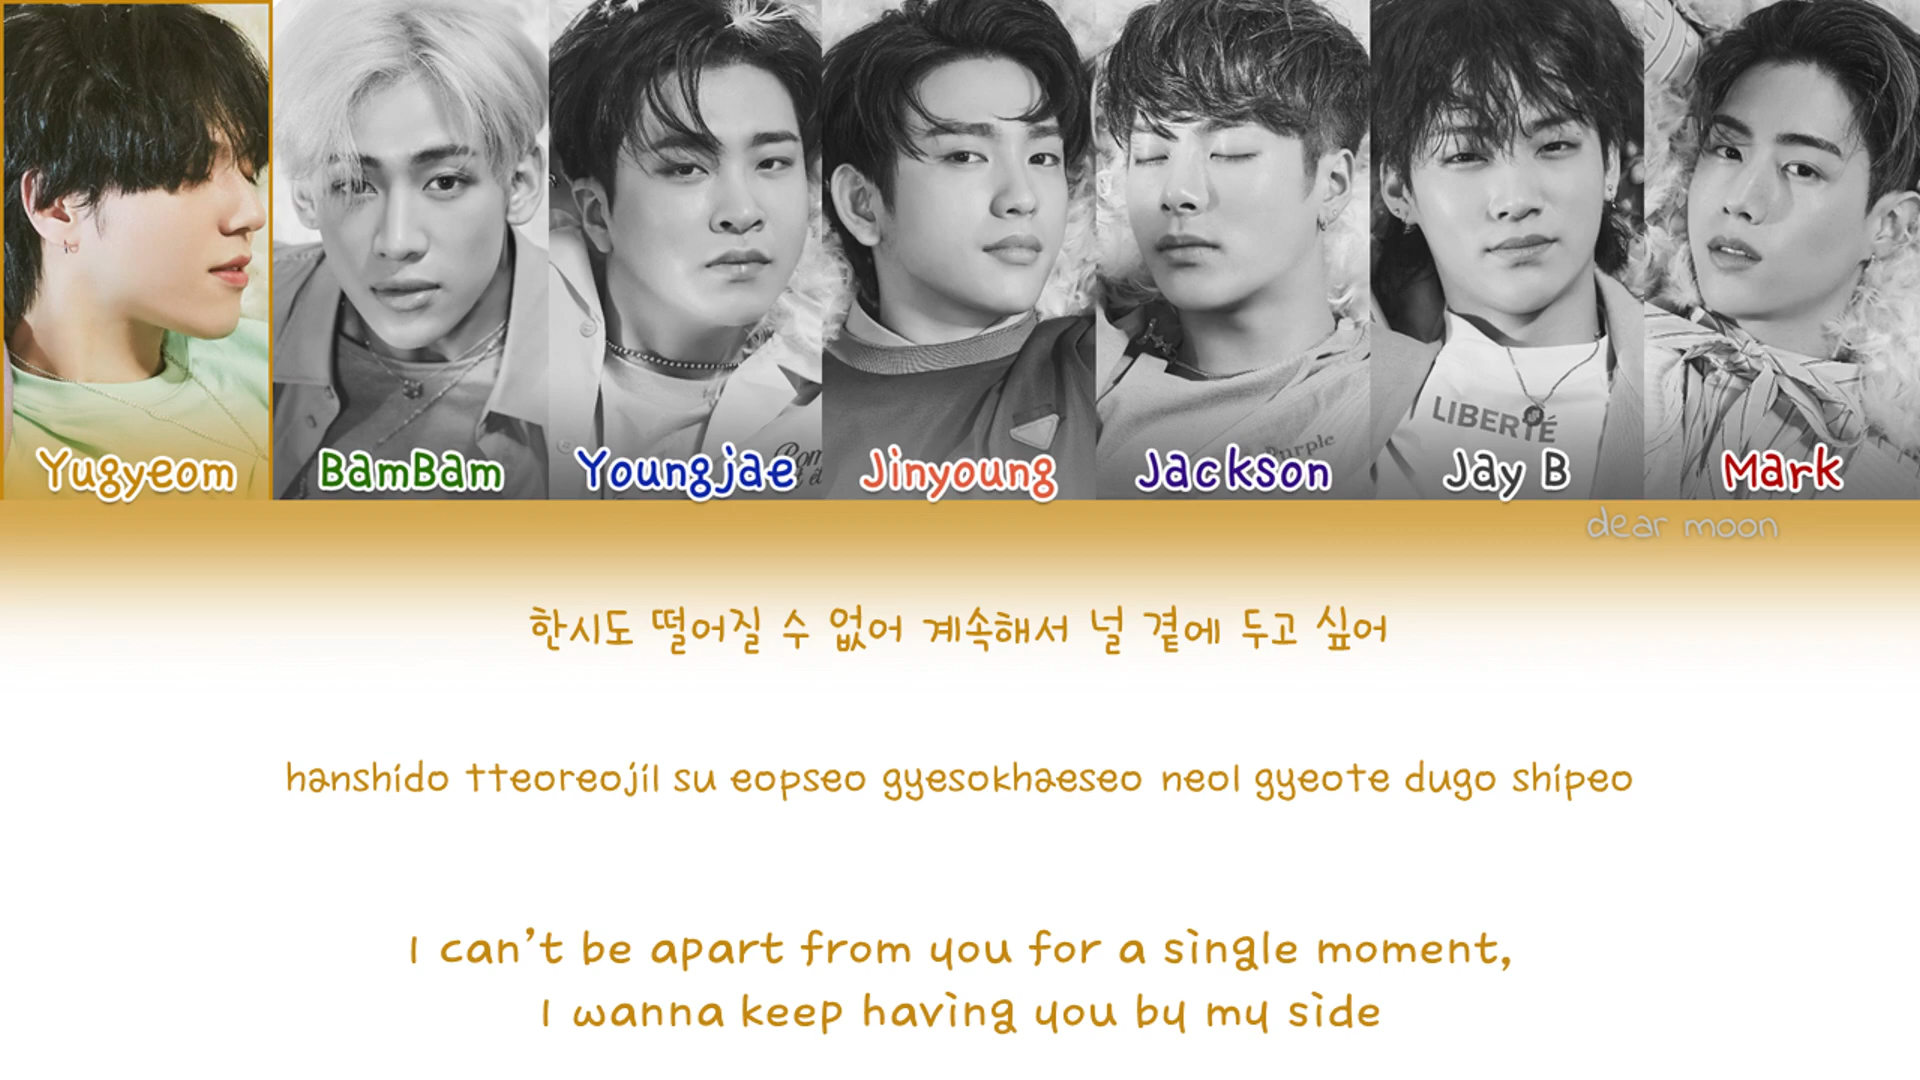 LIBERTÉ
Purple
Yugyeom BamBam Youngjae Jinyoung Jackson Jay B Mark
dear moon
한시도 떨어질 수 없어 계속해서 널 곁에 두고 싶어
hanshido tteoreojil su eopseo gyesokhaeseo neol gyeote dugo shipeo
I can't be apart from you for a single moment,
I wanna keep having you by my side